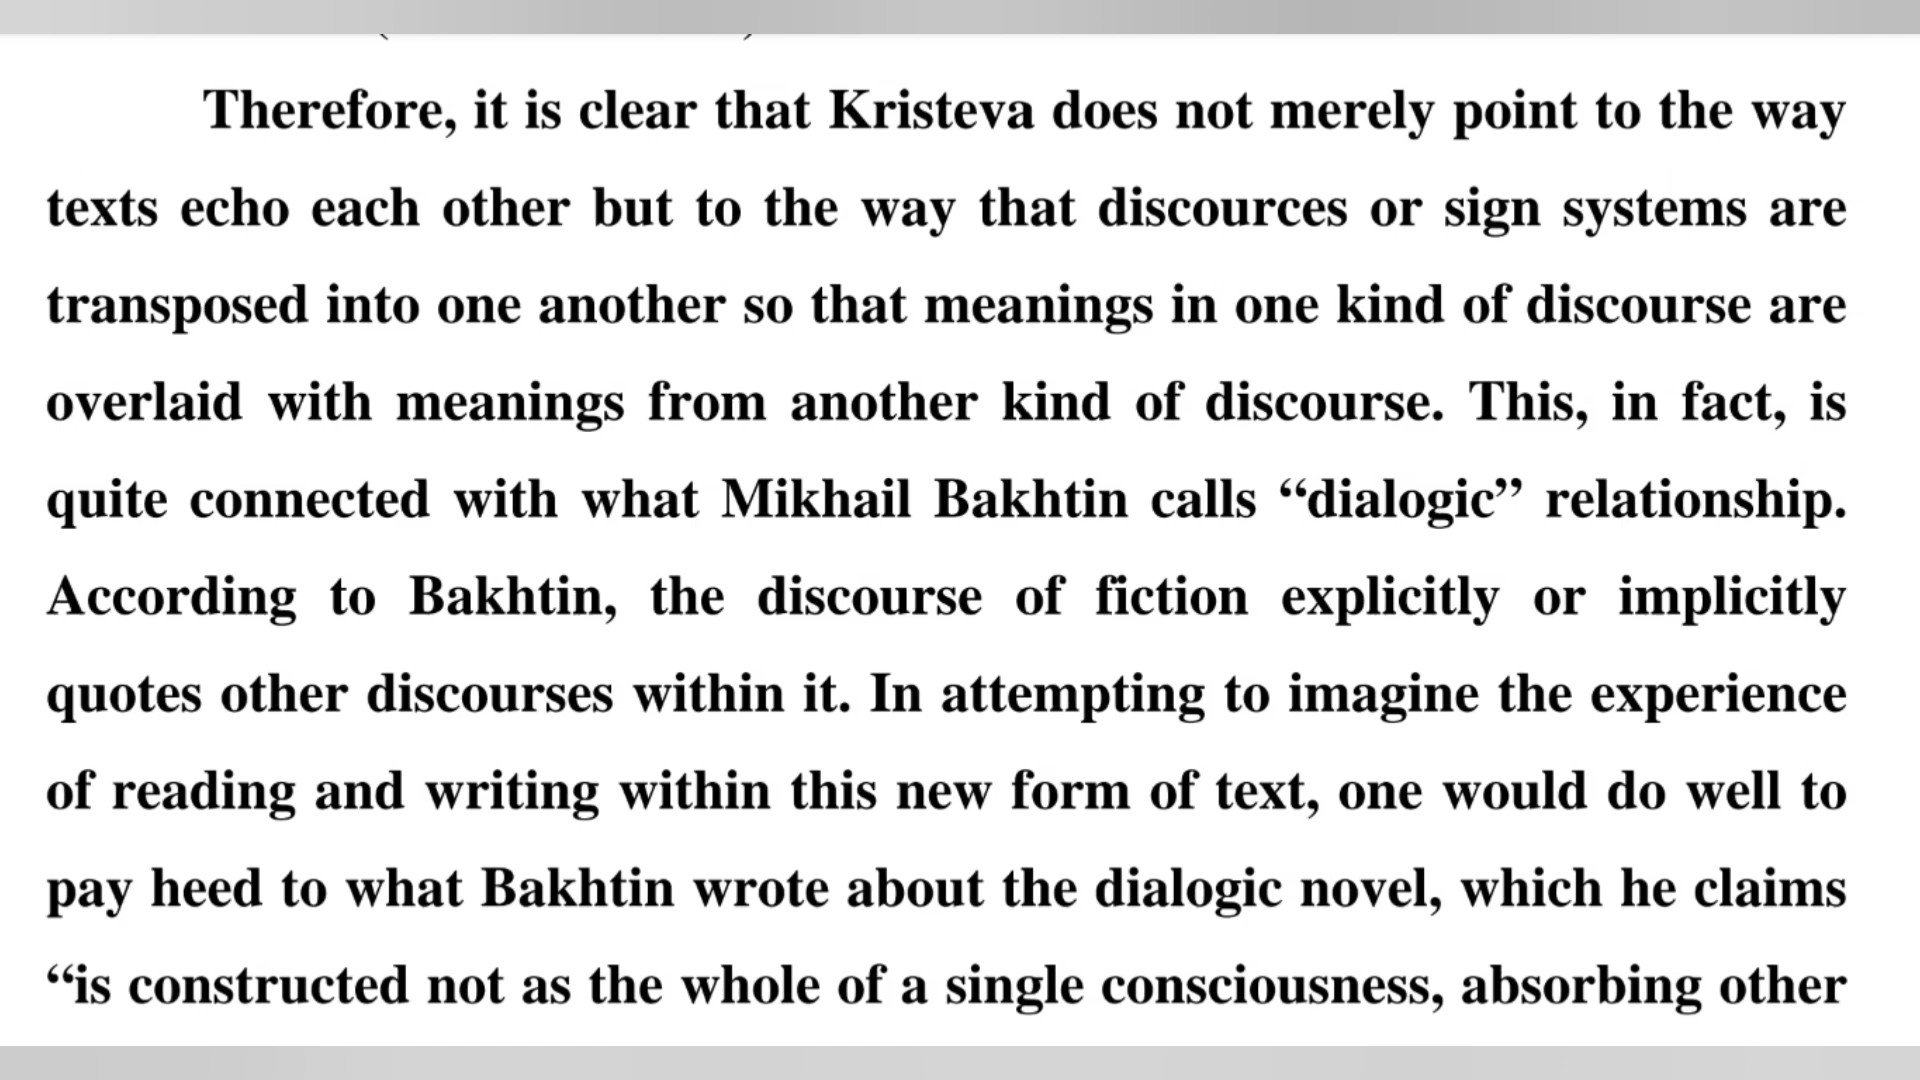 Therefore, it is clear that Kristeva does not merely point to the way
texts echo each other but to the way that discources or sign systems are
transposed into one another so that meanings in one kind of discourse are
overlaid with meanings from another kind of discourse. This, in fact, is
quite connected with what Mikhail Bakhtin calls “dialogic” relationship.
According to Bakhtin, the discourse of fiction explicitly or implicitly
quotes other discourses within it. In attempting to imagine the experience
of reading and writing within this new form of text, one would do well to
pay heed to what Bakhtin wrote about the dialogic novel, which he claims
“is constructed not as the whole of a single consciousness, absorbing other